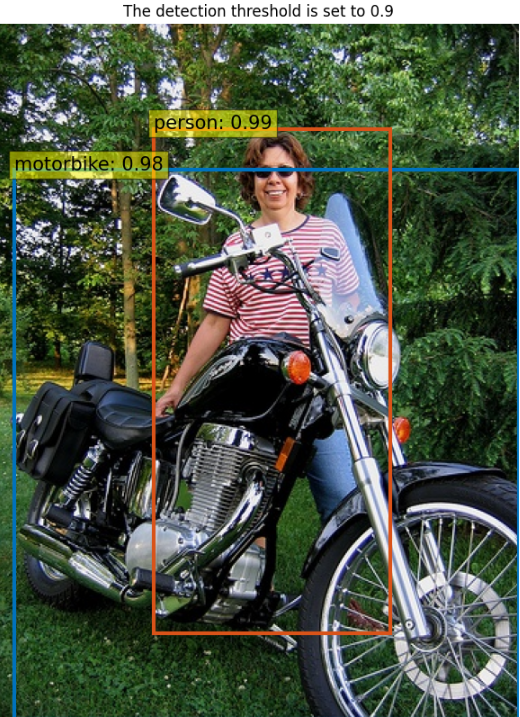 The detection threshold is set to 0.9
person: 0.99
motorbike: 0.98